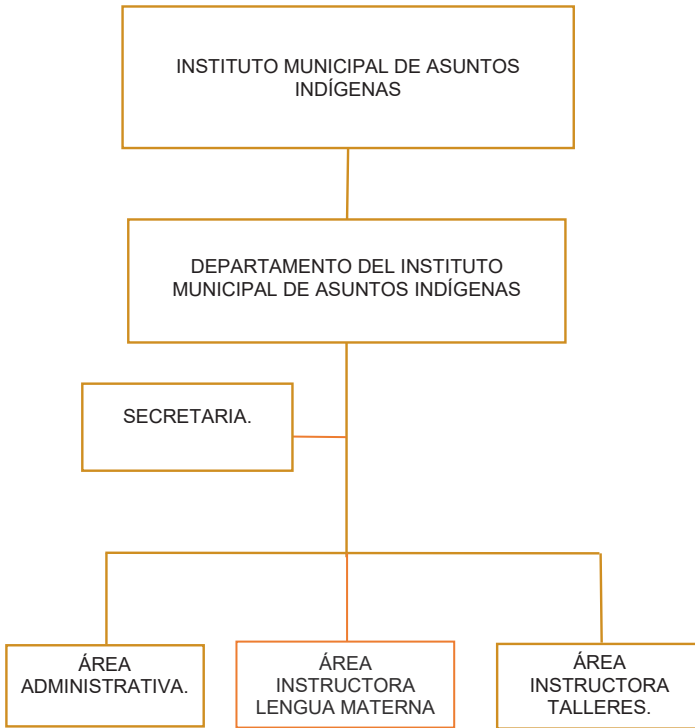 INSTITUTO MUNICIPAL DE ASUNTOS
INDÍGENAS
DEPARTAMENTO DEL INSTITUTO
MUNICIPAL DE ASUNTOS INDÍGENAS
SECRETARIA.
ÁREA
ADMINISTRATIVA.
ÁREA
INSTRUCTORA
LENGUA MATERNA
ÁREA
INSTRUCTORA
TALLERES.